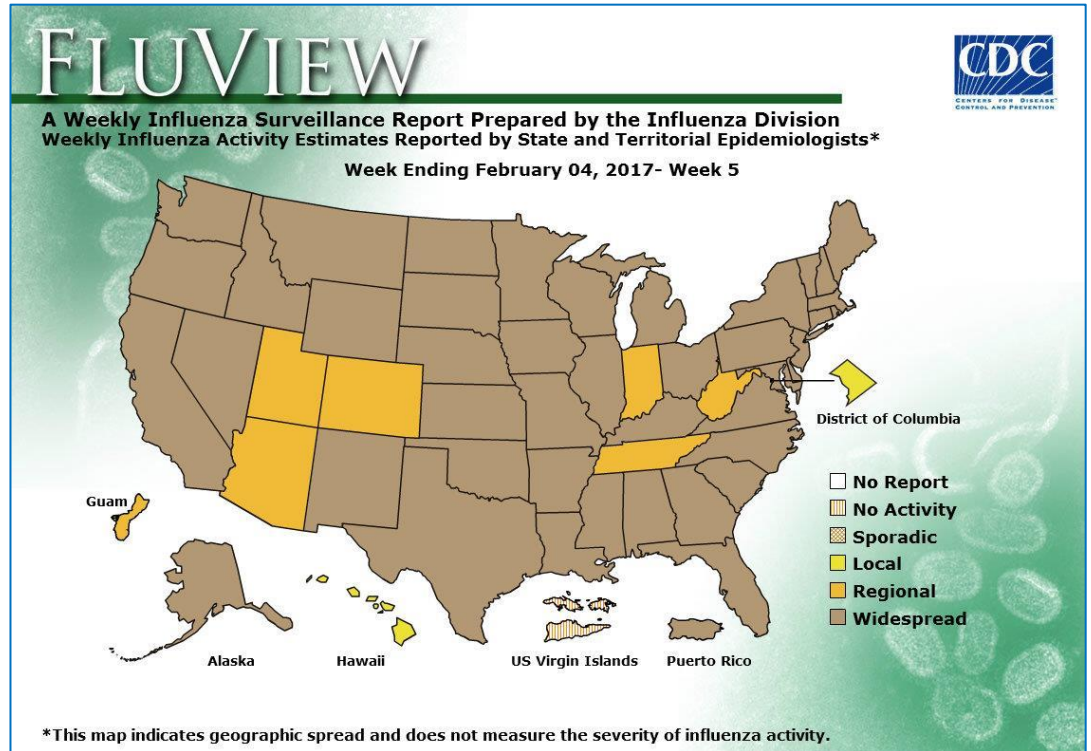 FLUVIEW
CDC
CENTERS FOR DISEASE
CONTROL AND PREVENTION
A Weekly Influenza Surveillance Report Prepared by the Influenza Division
Weekly Influenza Activity Estimates Reported by State and Territorial Epidemiologists*
Week Ending February 04, 2017- Week 5
District of Columbia
Guam
No Report
No Activity
Sporadic
Local
Regional
Widespread
Alaska
Hawaii
US Virgin Islands
Puerto Rico
*This map indicates geographic spread and does not measure the severity of influenza activity.